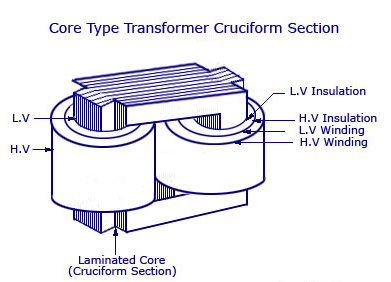 Core Type Transformer Cruciform Section
L.V Insulation
L.V
H.V Insulation
L.V Winding
H.V
H.V Winding
Laminated Core
(Cruciform Section)